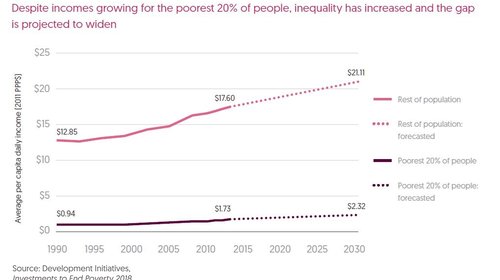 Despite incomes growing for the poorest 20% of people, inequality has increased and the gap
is projected to widen
Average per capita daily income [2011 PPP$]
$25
$20
$15
$10
$5
$0
$12.85
$17.60
$21.11
$0.94
$1.73
$2.32
1990 1995 2000 2005 2010 2015 2020 2025 2030
Rest of population
Rest of population:
forecasted
Poorest 20% of people
Poorest 20% of people:
forecasted
Source: Development Initiatives,
Investments to End Poverty 2018